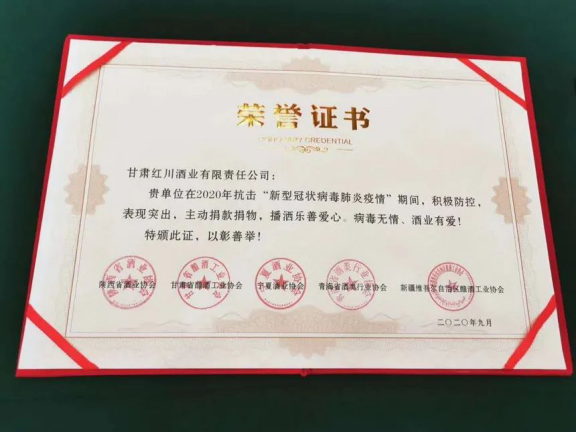 荣誉证书
HONORARY CREDENTIAL
甘肃红川酒业有限责任公司：
贵单位在2020年抗击“新型冠状病毒肺炎疫情”期间，积极防控，
表现突出，主动捐款捐物，播洒乐善爱心。病毒无情、酒业有爱！
特颁此证，以彰善举！
陕西省酒业协会 甘肃省酿酒工业协会 宁夏酒业协会 青海省酒类行业协会 新疆维吾尔自治区酿酒工业协会
二〇二〇年九月